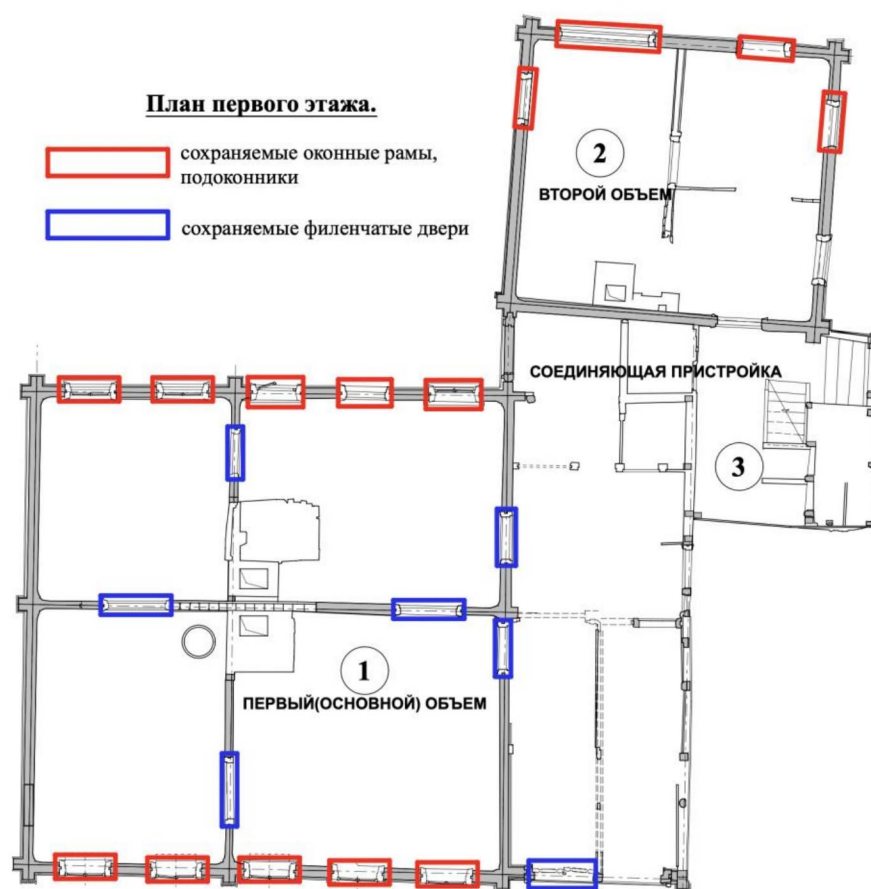 План первого этажа.
сохраняемые оконные рамы,
подоконники
сохраняемые филенчатые двери
2
ВТОРОЙ ОБЪЕМ
СОЕДИНЯЮЩАЯ ПРИСТРОЙКА
3
1
ПЕРВЫЙ(ОСНОВНОЙ) ОБЪЕМ